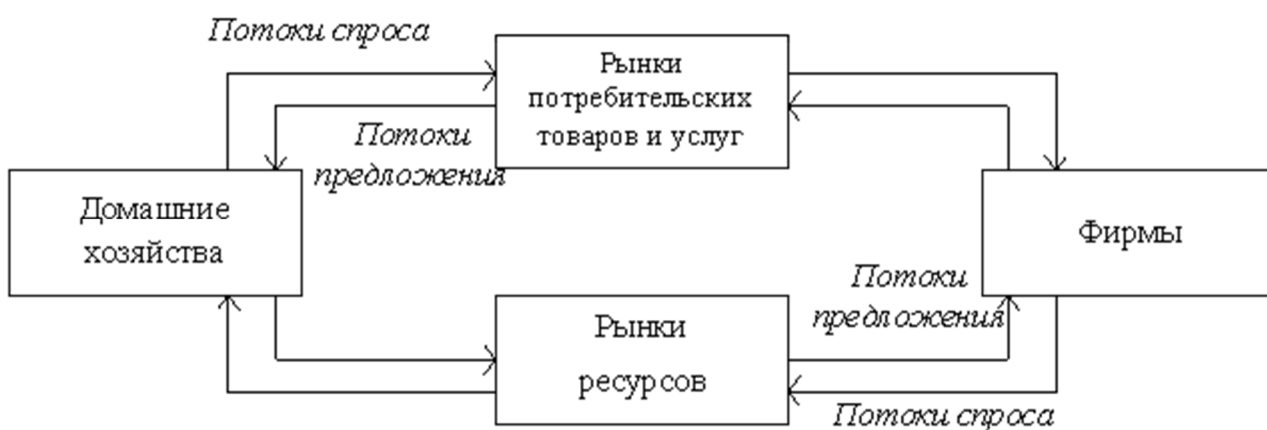 Потоки спроса
Рынки
потребительских
товаров и услуг
Потоки
предложения
Домашние
хозяйства
Фирмы
Потоки
предложения
Рынки
ресурсов
Потоки спроса